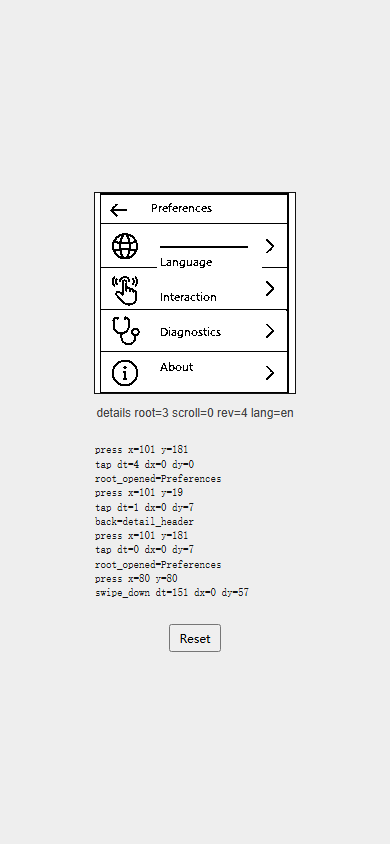 Preferences
Language
Interaction
Diagnostics
About
details root=3 scroll=0 rev=4 lang=en
press x=101 y=181
tap dt=4 dx=0 dy=0
root_opened=Preferences
press x=101 y=19
tap dt=1 dx=0 dy=7
back=detail_header
press x=101 y=181
tap dt=0 dx=0 dy=7
root_opened=Preferences
press x=80 y=80
swipe_down dt=151 dx=0 dy=57
Reset